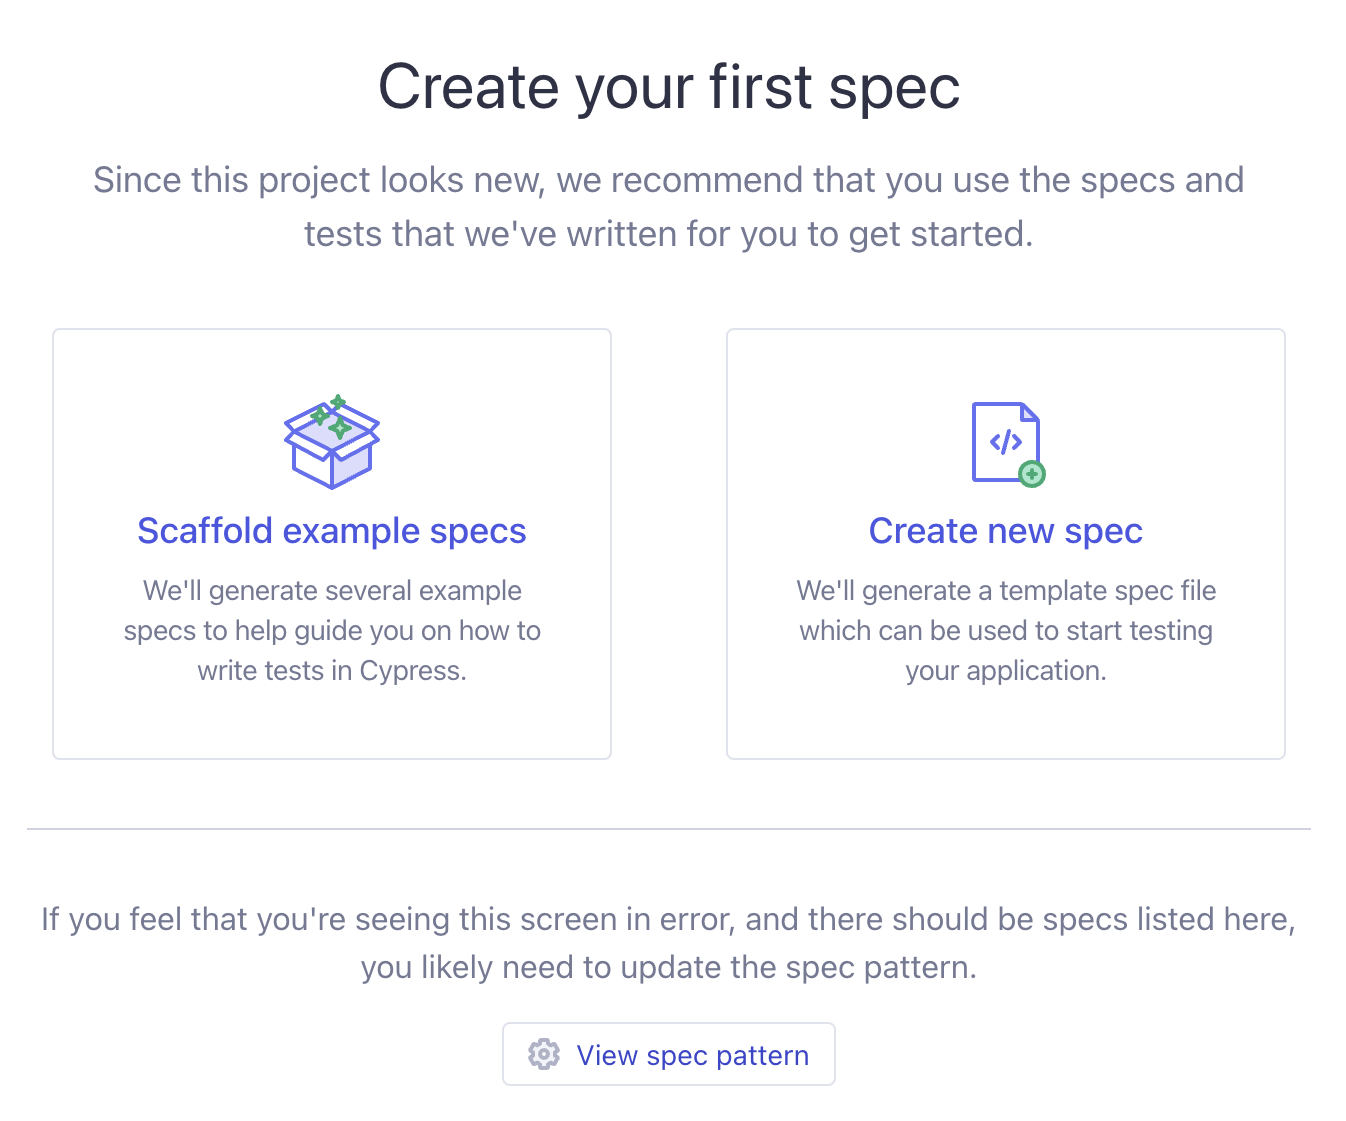 Create your first spec
Since this project looks new, we recommend that you use the specs and
tests that we've written for you to get started.
Scaffold example specs
We'll generate several example
specs to help guide you on how to
write tests in Cypress.
</>
Create new spec
We'll generate a template spec file
which can be used to start testing
your application.
If you feel that you're seeing this screen in error, and there should be specs listed here,
you likely need to update the spec pattern.
View spec pattern